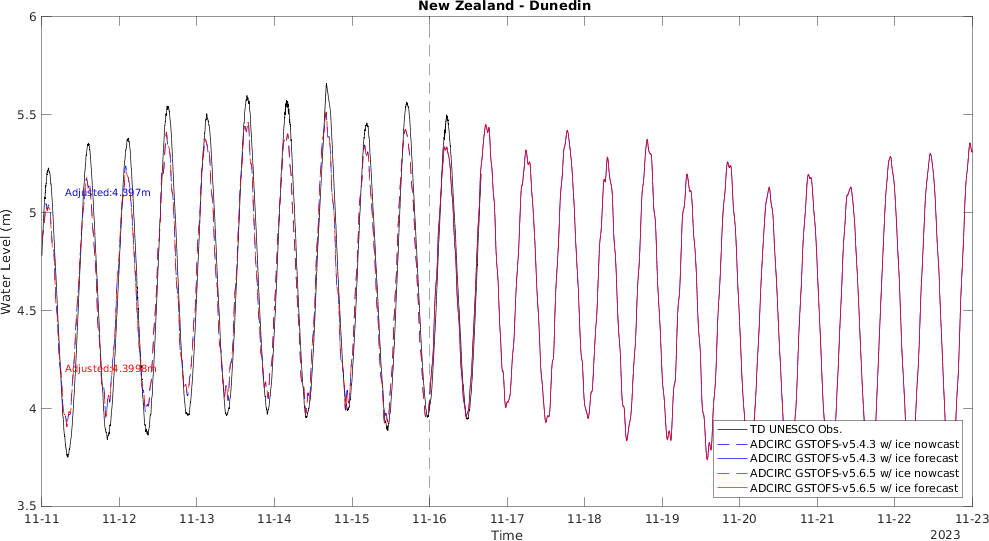 New Zealand - Dunedin
6
5.5
5
4.5
4
3.5
Water Level (m)
Adjusted:4.397m
Adjusted:4.3998m
TD UNESCO Obs.
ADCIRC GSTOFS-v5.4.3 w/ ice nowcast
ADCIRC GSTOFS-v5.4.3 w/ ice forecast
ADCIRC GSTOFS-v5.6.5 w/ ice nowcast
ADCIRC GSTOFS-v5.6.5 w/ ice forecast
11-11 11-12 11-13 11-14 11-15 11-16 11-17 11-18 11-19 11-20 11-21 11-22 11-23
Time
2023